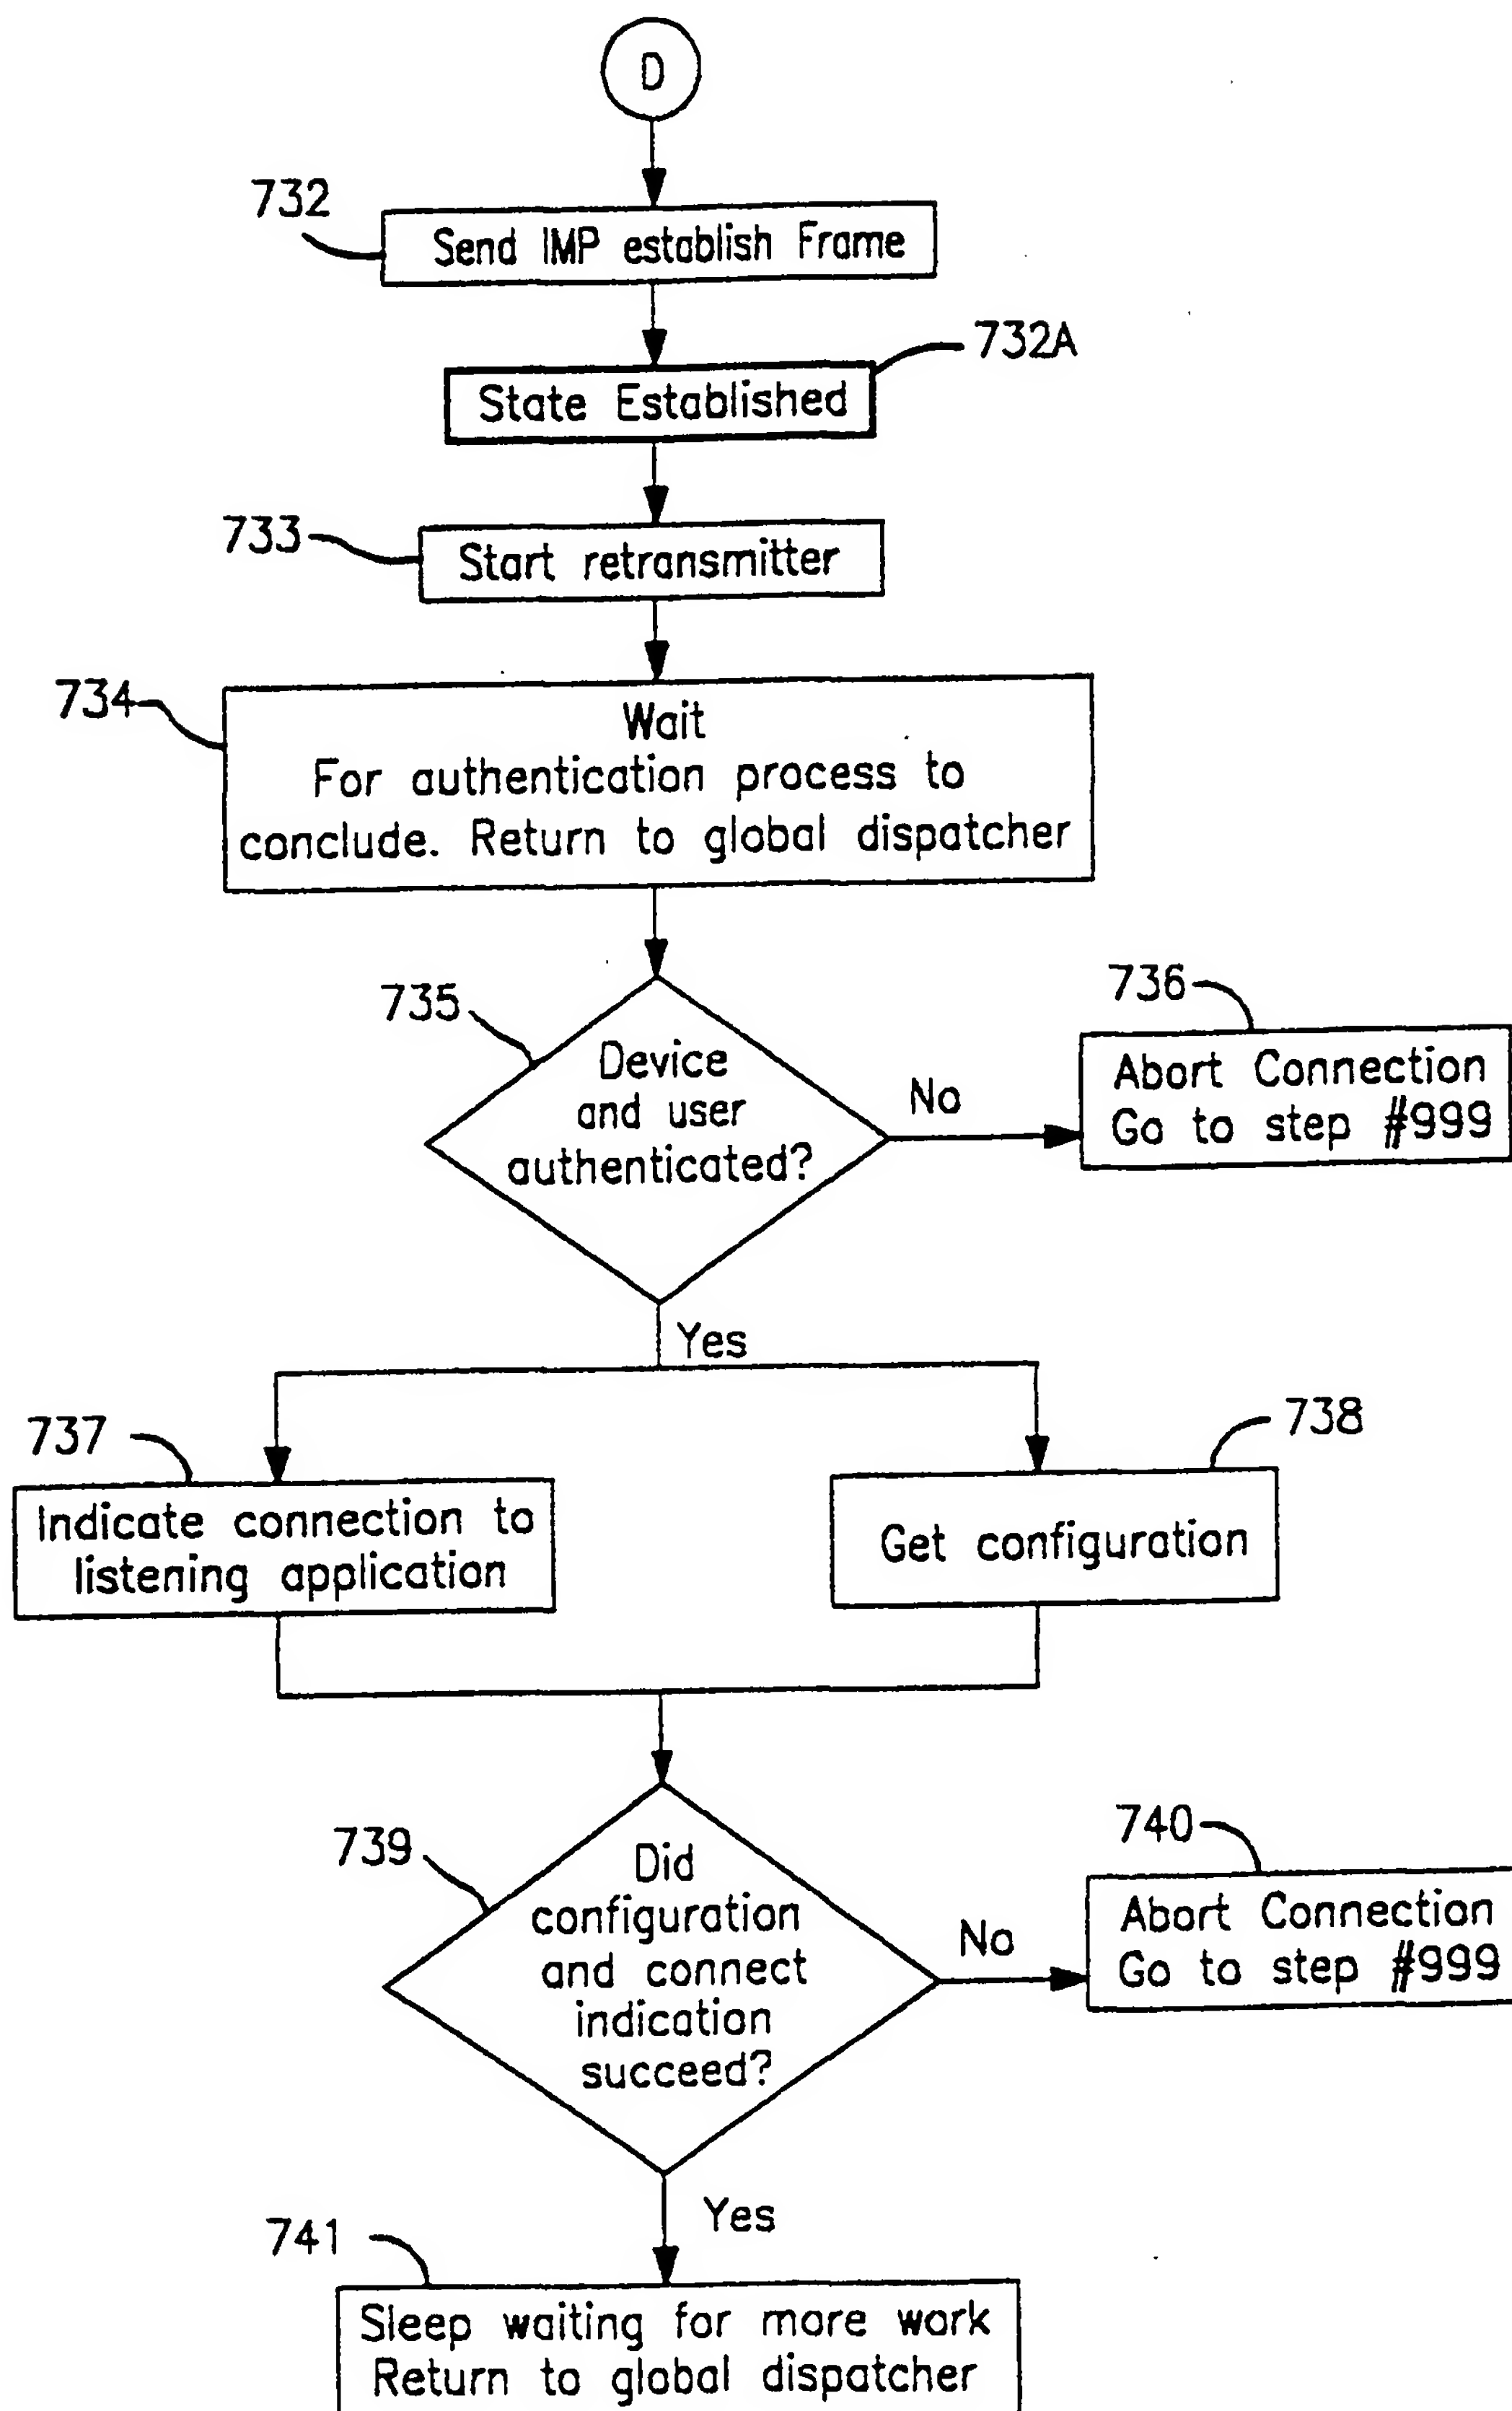 D
732
Send IMP establish Frame
732A
State Established
733
Start retransmitter
734
Wait
For authentication process to
conclude. Return to global dispatcher
735
Device
and user
authenticated?
No
736
Abort Connection
Go to step #999
Yes
737
Indicate connection to
listening application
738
Get configuration
739
Did
configuration
and connect
indication
succeed?
No
740
Abort Connection
Go to step #999
Yes
741
Sleep waiting for more work
Return to global dispatcher